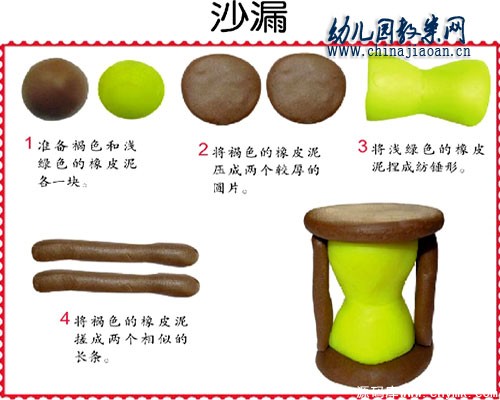 沙漏
幼儿园教案网
www.chinajiaoan.cn
1 准备褐色和浅
绿色的橡皮泥
各一块。
2 将褐色的橡皮泥
压成两个较厚的
圆片。
3 将浅绿色的橡皮
泥捏成纺锤形。
4 将褐色的橡皮泥
搓成两个相似的
长条。